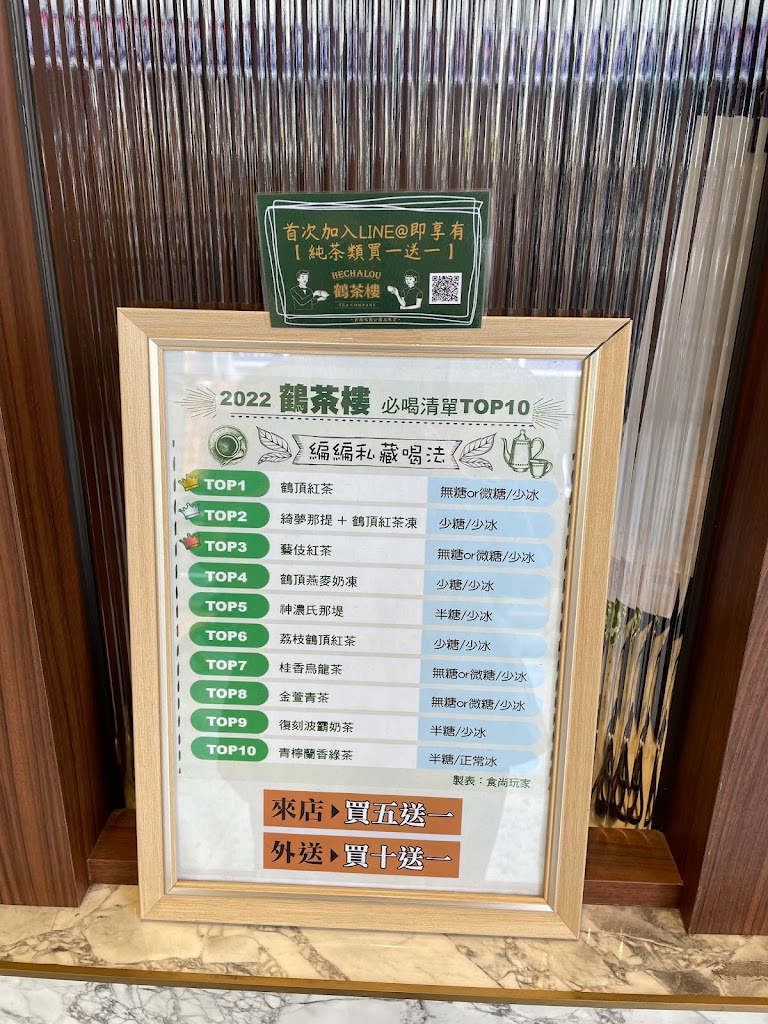 首次加入LINE@即享有
【純茶類買一送一】
HECHALOU
鶴茶樓
TEA COMPANY
2022 鶴茶樓 必喝清單TOP10
編編私藏喝法
TOP1 鶴頂紅茶 無糖or微糖/少冰
TOP2 綺夢那提＋鶴頂紅茶凍 少糖/少冰
TOP3 藝伎紅茶 無糖or微糖/少冰
TOP4 鶴頂燕麥奶凍 少糖/少冰
TOP5 神濃氏那堤 半糖/少冰
TOP6 荔枝鶴頂紅茶 少糖/少冰
TOP7 桂香烏龍茶 無糖or微糖/少冰
TOP8 金萱青茶 無糖or微糖/少冰
TOP9 復刻波霸奶茶 半糖/少冰
TOP10 青檸蘭香綠茶 半糖/正常冰
製表：食尚玩家
來店▶買五送一
外送▶買十送一